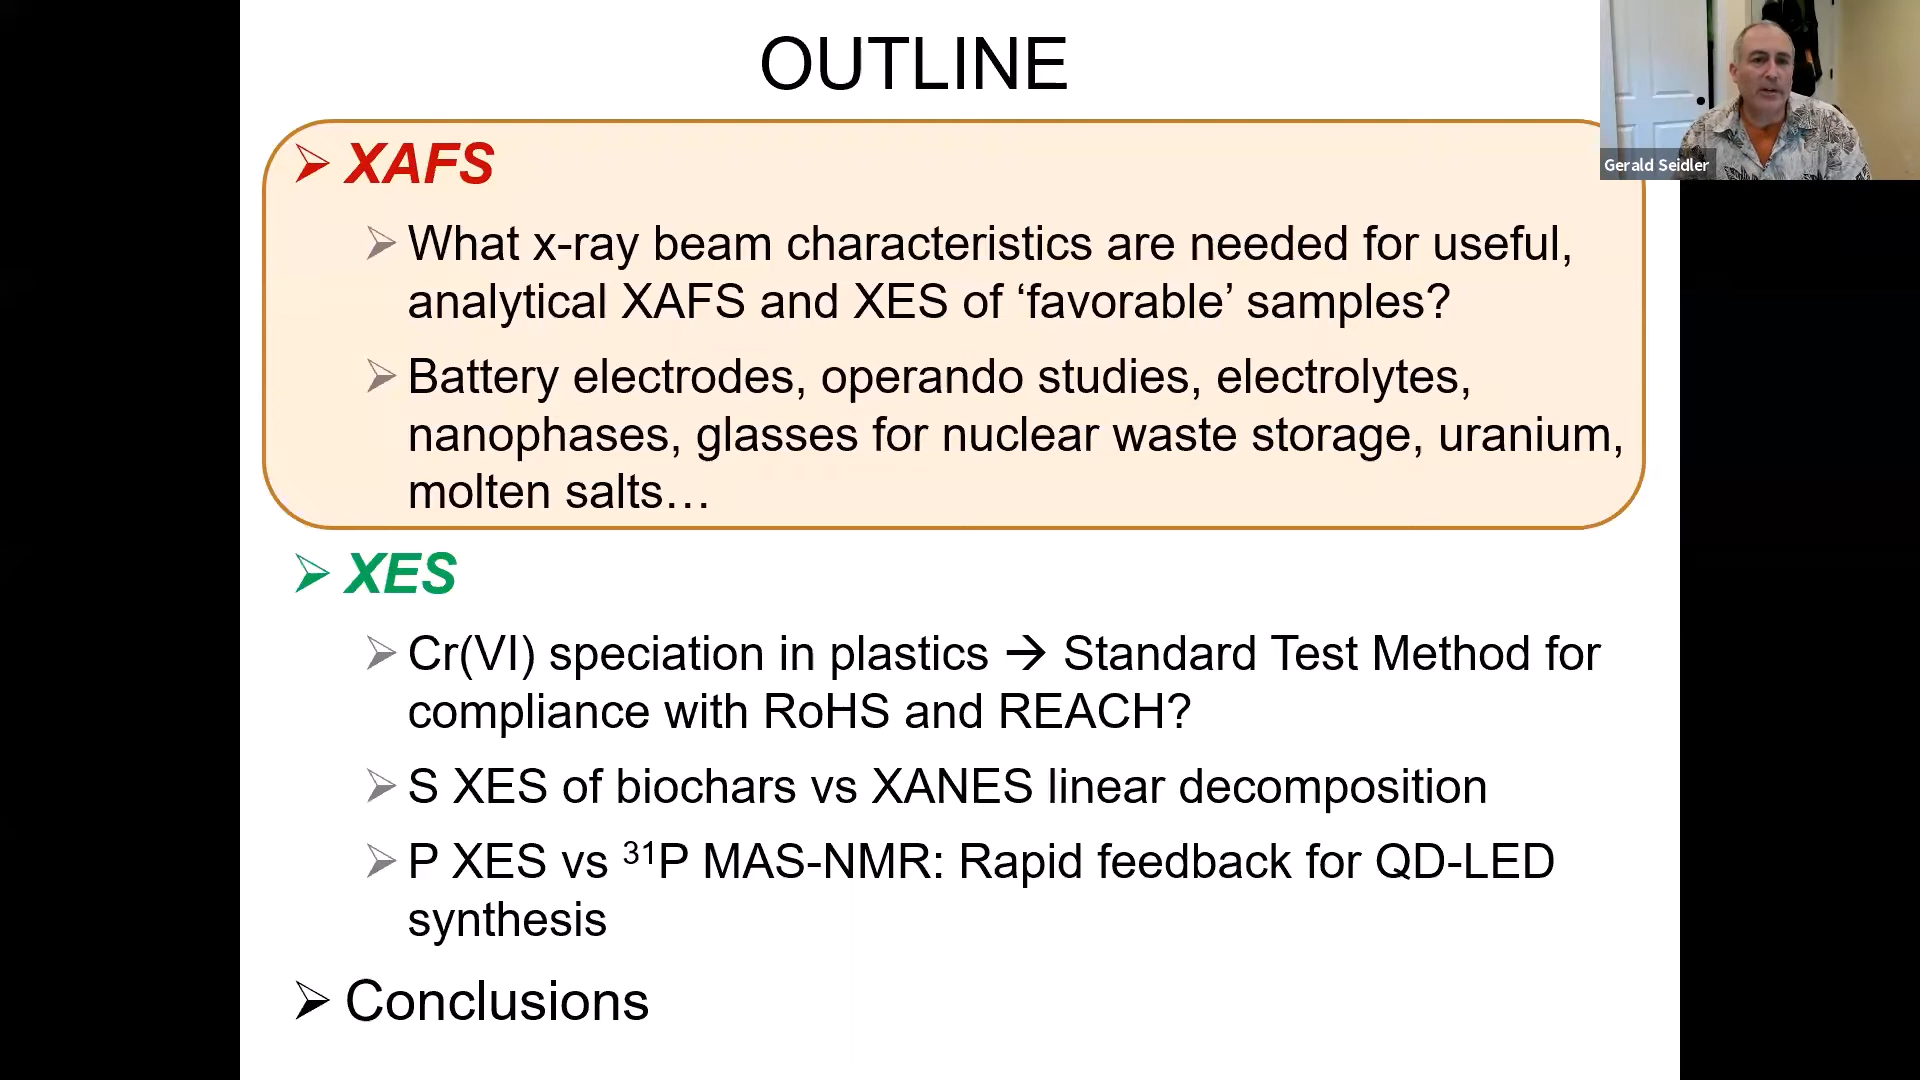 OUTLINE
XAFS
What x-ray beam characteristics are needed for useful,
analytical XAFS and XES of ‘favorable’ samples?
Battery electrodes, operando studies, electrolytes,
nanophases, glasses for nuclear waste storage, uranium,
molten salts…
XES
Cr(VI) speciation in plastics → Standard Test Method for
compliance with RoHS and REACH?
S XES of biochars vs XANES linear decomposition
P XES vs ³¹P MAS-NMR: Rapid feedback for QD-LED
synthesis
Conclusions
Gerald Seidler